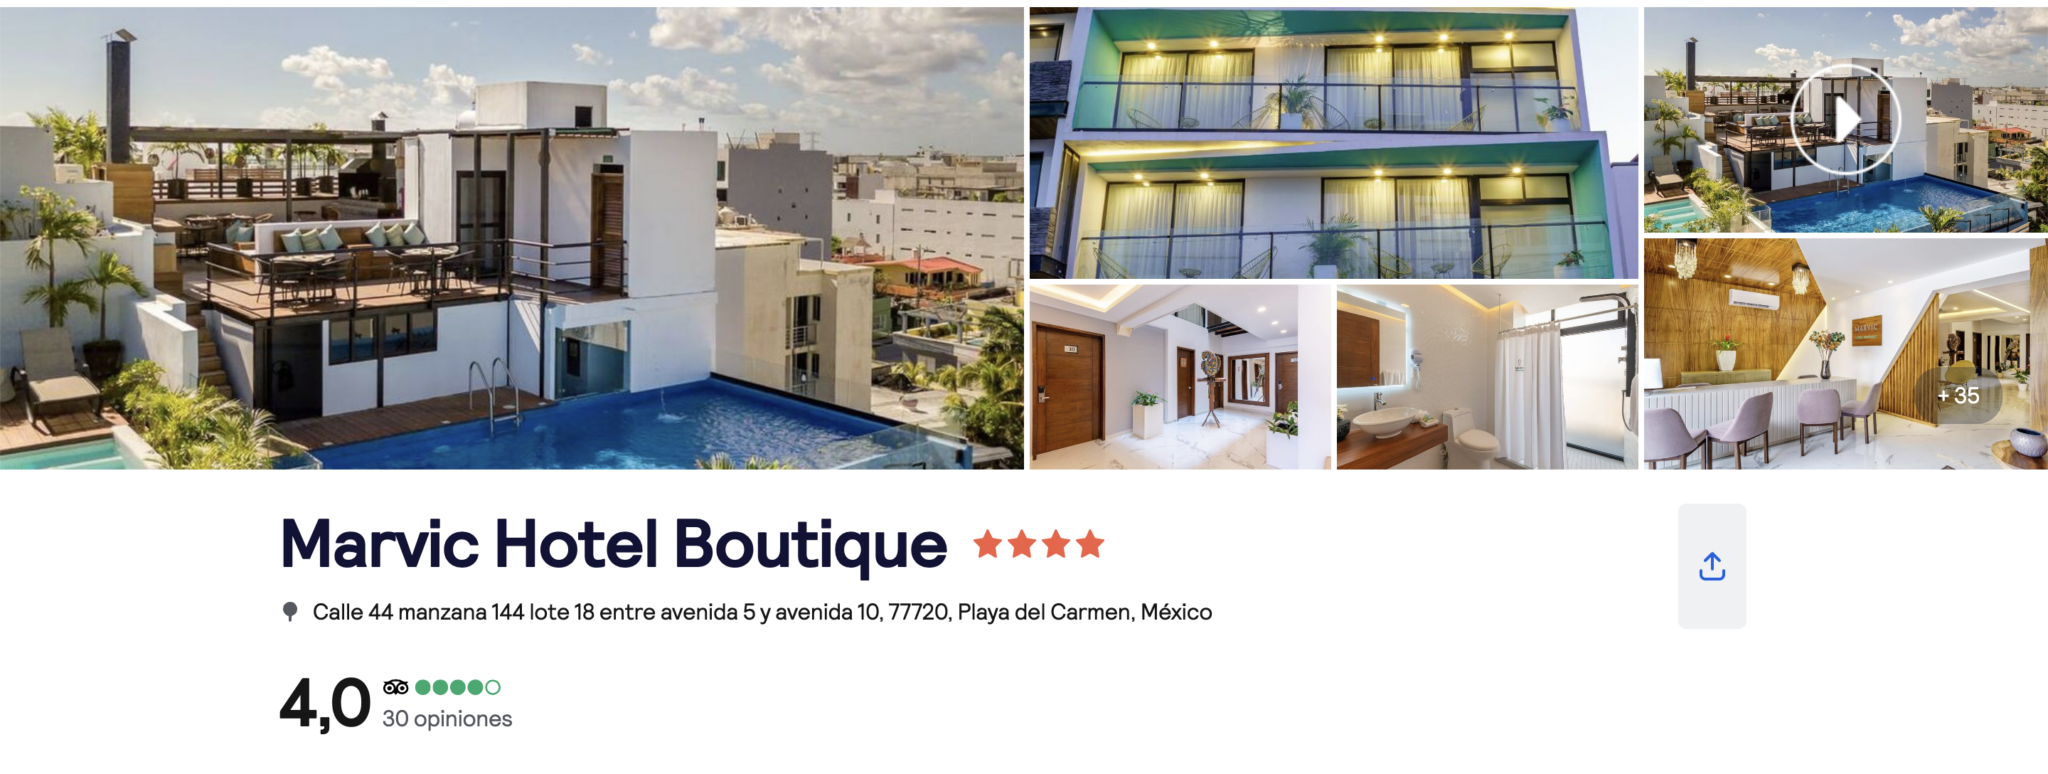 MARVIC
+ 35
Marvic Hotel Boutique
Calle 44 manzana 144 lote 18 entre avenida 5 y avenida 10, 77720, Playa del Carmen, México
4,0
30 opiniones